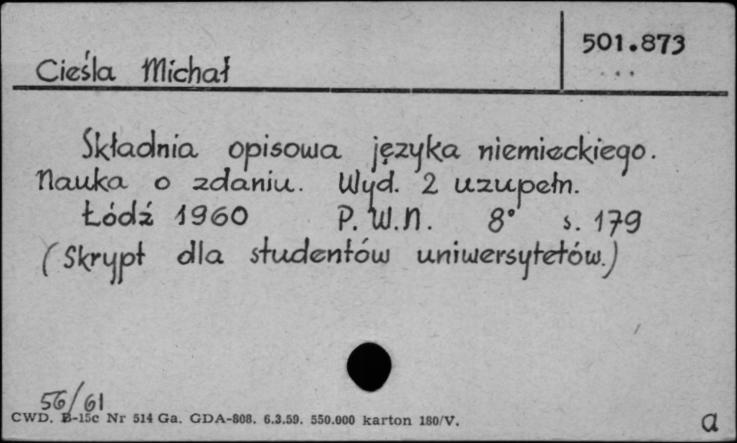 501.873
Cieśla Michał
Składnia opisowa języka niemieckiego.
Nauka o zdaniu. Wyd. 2 uzupełn.
Łódź 1960 P.W.N. 8° s. 179
(Skrypt dla studentów uniwersytetów.)
56/61
CWD. B-15c Nr 514 Ga. GDA-808. 6.3.59. 550.000 karton 180/V.
a